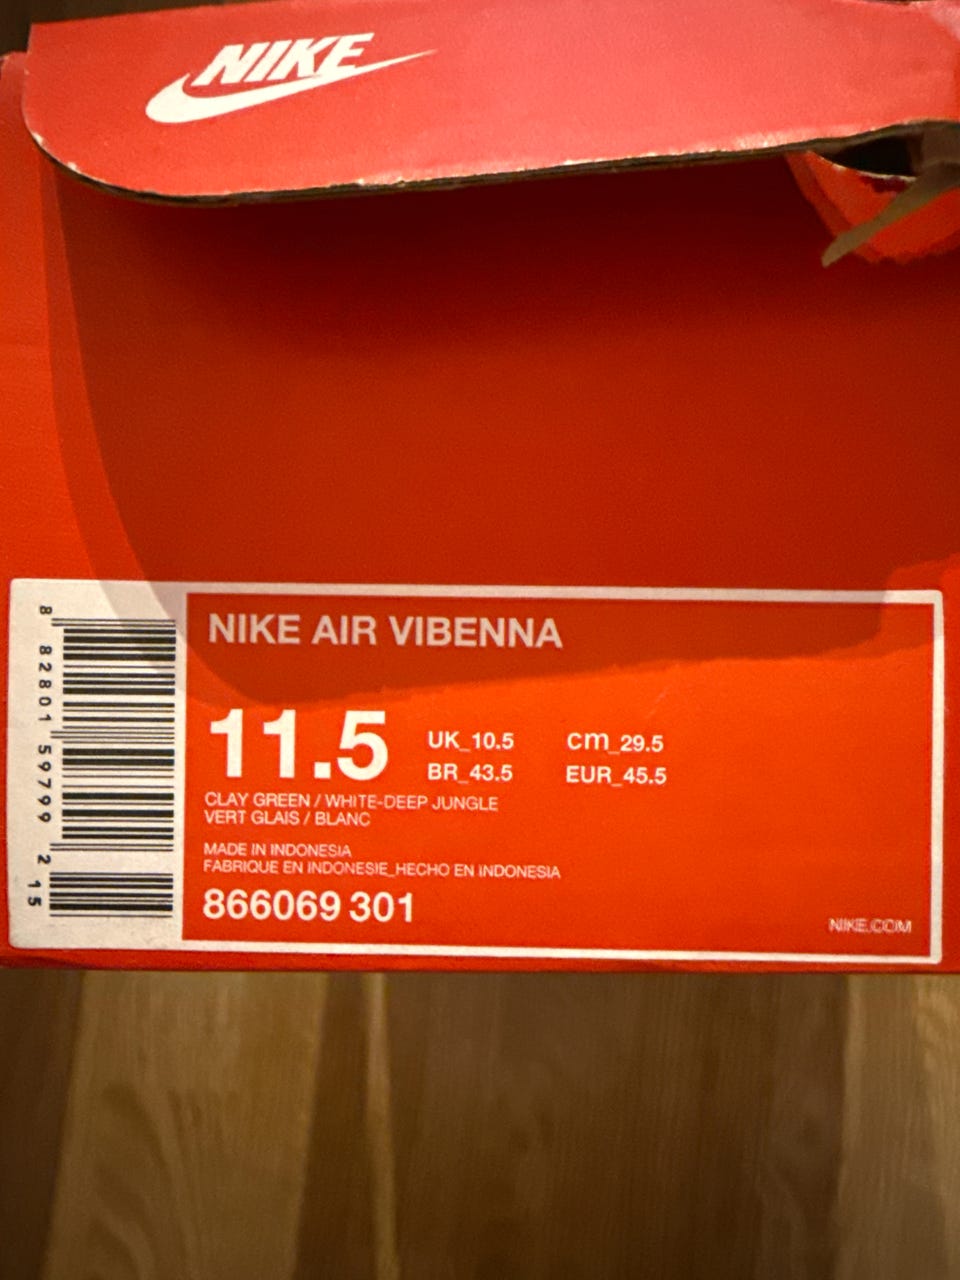 NIKE
NIKE AIR VIBENNA
11.5
UK_10.5 cm_29.5
BR_43.5 EUR_45.5
CLAY GREEN / WHITE-DEEP JUNGLE
VERT GLAIS / BLANC
MADE IN INDONESIA
FABRIQUE EN INDONESIE_HECHO EN INDONESIA
866069 301
NIKE.COM
8 82801 59799 2 15